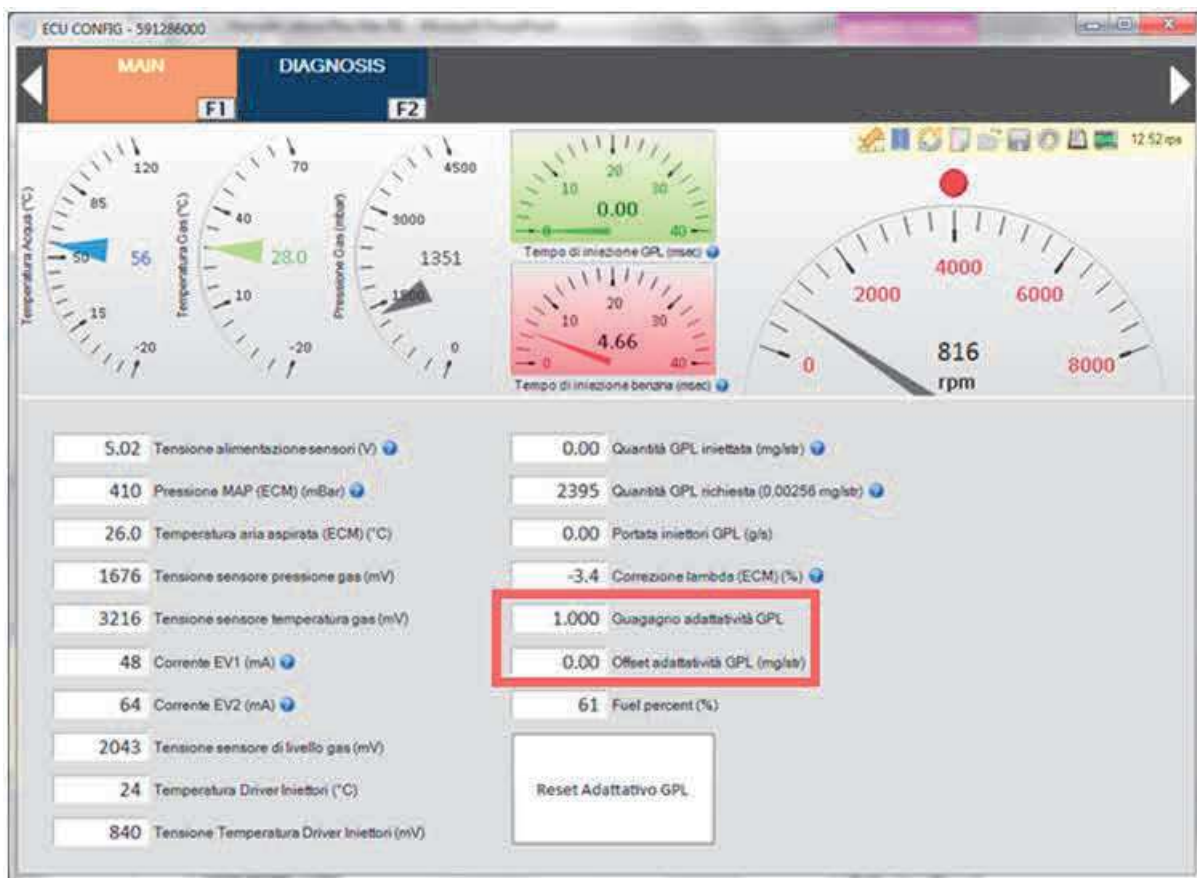 ECU CONFIG - 591286000
MAIN
F1
DIAGNOSIS
F2
12.52 rps
Temperatura Acqua (°C)
120
85
50
15
-20
56
Temperatura Gas (°C)
70
40
10
-20
28.0
Pressione Gas (mbar)
4500
3000
1500
0
1351
0
10
20
30
40
0.00
Tempo di iniezione GPL (msec)
0
10
20
30
40
4.66
Tempo di iniezione benzina (msec)
0
2000
4000
6000
8000
816
rpm
5.02 Tensione alimentazione sensori (V)
410 Pressione MAP (ECM) (mBar)
26.0 Temperatura aria aspirata (ECM) (°C)
1676 Tensione sensore pressione gas (mV)
3216 Tensione sensore temperatura gas (mV)
48 Corrente EV1 (mA)
64 Corrente EV2 (mA)
2043 Tensione sensore di livello gas (mV)
24 Temperatura Driver Iniettori (°C)
840 Tensione Temperatura Driver Iniettori (mV)
0.00 Quantità GPL iniettata (mg/str)
2395 Quantità GPL richiesta (0.00256 mg/str)
0.00 Portata iniettori GPL (g/s)
-3.4 Correzione lambda (ECM) (%)
1.000 Guagagno adattatività GPL
0.00 Offset adattatività GPL (mg/str)
61 Fuel percent (%)
Reset Adattativo GPL